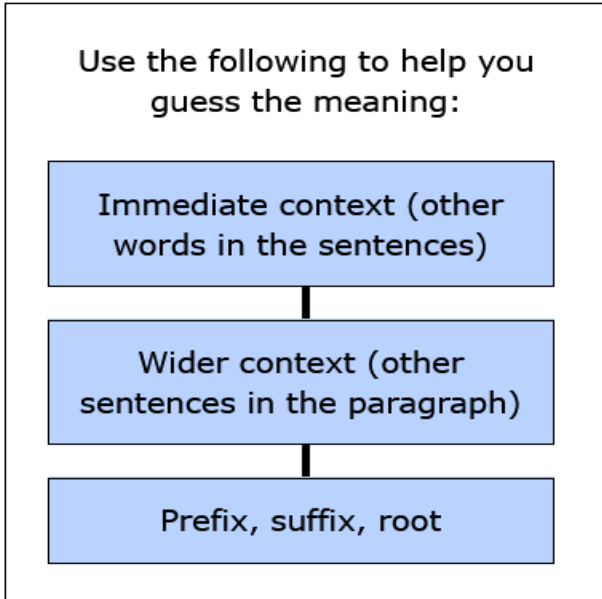 Use the following to help you
guess the meaning:
Immediate context (other
words in the sentences)
Wider context (other
sentences in the paragraph)
Prefix, suffix, root